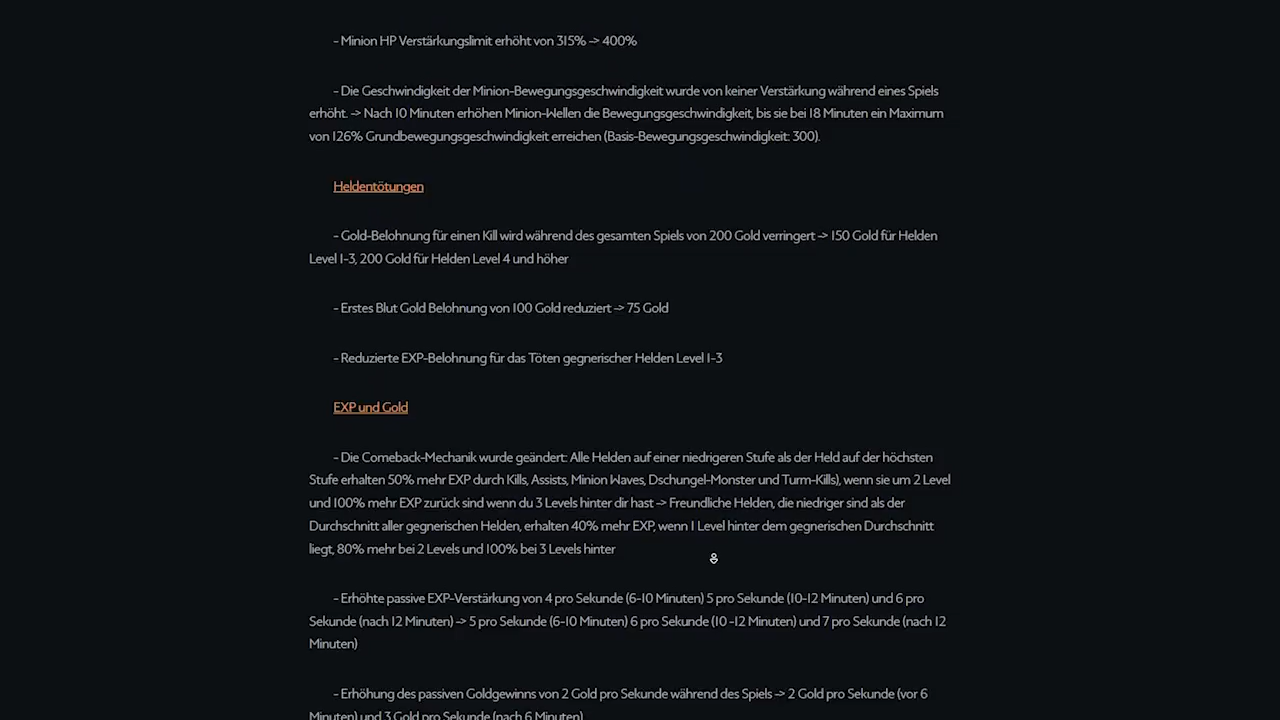 - Minion HP Verstärkungslimit erhöht von 315% -> 400%
- Die Geschwindigkeit der Minion-Bewegungsgeschwindigkeit wurde von keiner Verstärkung während eines Spiels
erhöht. -> Nach 10 Minuten erhöhen Minion-Wellen die Bewegungsgeschwindigkeit, bis sie bei 18 Minuten ein Maximum
von 126% Grundbewegungsgeschwindigkeit erreichen (Basis-Bewegungsgeschwindigkeit: 300).
Heldentötungen
- Gold-Belohnung für einen Kill wird während des gesamten Spiels von 200 Gold verringert -> 150 Gold für Helden
Level 1-3, 200 Gold für Helden Level 4 und höher
- Erstes Blut Gold Belohnung von 100 Gold reduziert -> 75 Gold
- Reduzierte EXP-Belohnung für das Töten gegnerischer Helden Level 1-3
EXP und Gold
- Die Comeback-Mechanik wurde geändert: Alle Helden auf einer niedrigeren Stufe als der Held auf der höchsten
Stufe erhalten 50% mehr EXP durch Kills, Assists, Minion Waves, Dschungel-Monster und Turm-Kills), wenn sie um 2 Level
und 100% mehr EXP zurück sind wenn du 3 Levels hinter dir hast -> Freundliche Helden, die niedriger sind als der
Durchschnitt aller gegnerischen Helden, erhalten 40% mehr EXP, wenn 1 Level hinter dem gegnerischen Durchschnitt
liegt, 80% mehr bei 2 Levels und 100% bei 3 Levels hinter
- Erhöhte passive EXP-Verstärkung von 4 pro Sekunde (6-10 Minuten) 5 pro Sekunde (10-12 Minuten) und 6 pro
Sekunde (nach 12 Minuten) -> 5 pro Sekunde (6-10 Minuten) 6 pro Sekunde (10 -12 Minuten) und 7 pro Sekunde (nach 12
Minuten)
- Erhöhung des passiven Goldgewinns von 2 Gold pro Sekunde während des Spiels -> 2 Gold pro Sekunde (vor 6
Minuten) und 3 Gold pro Sekunde (nach 6 Minuten)